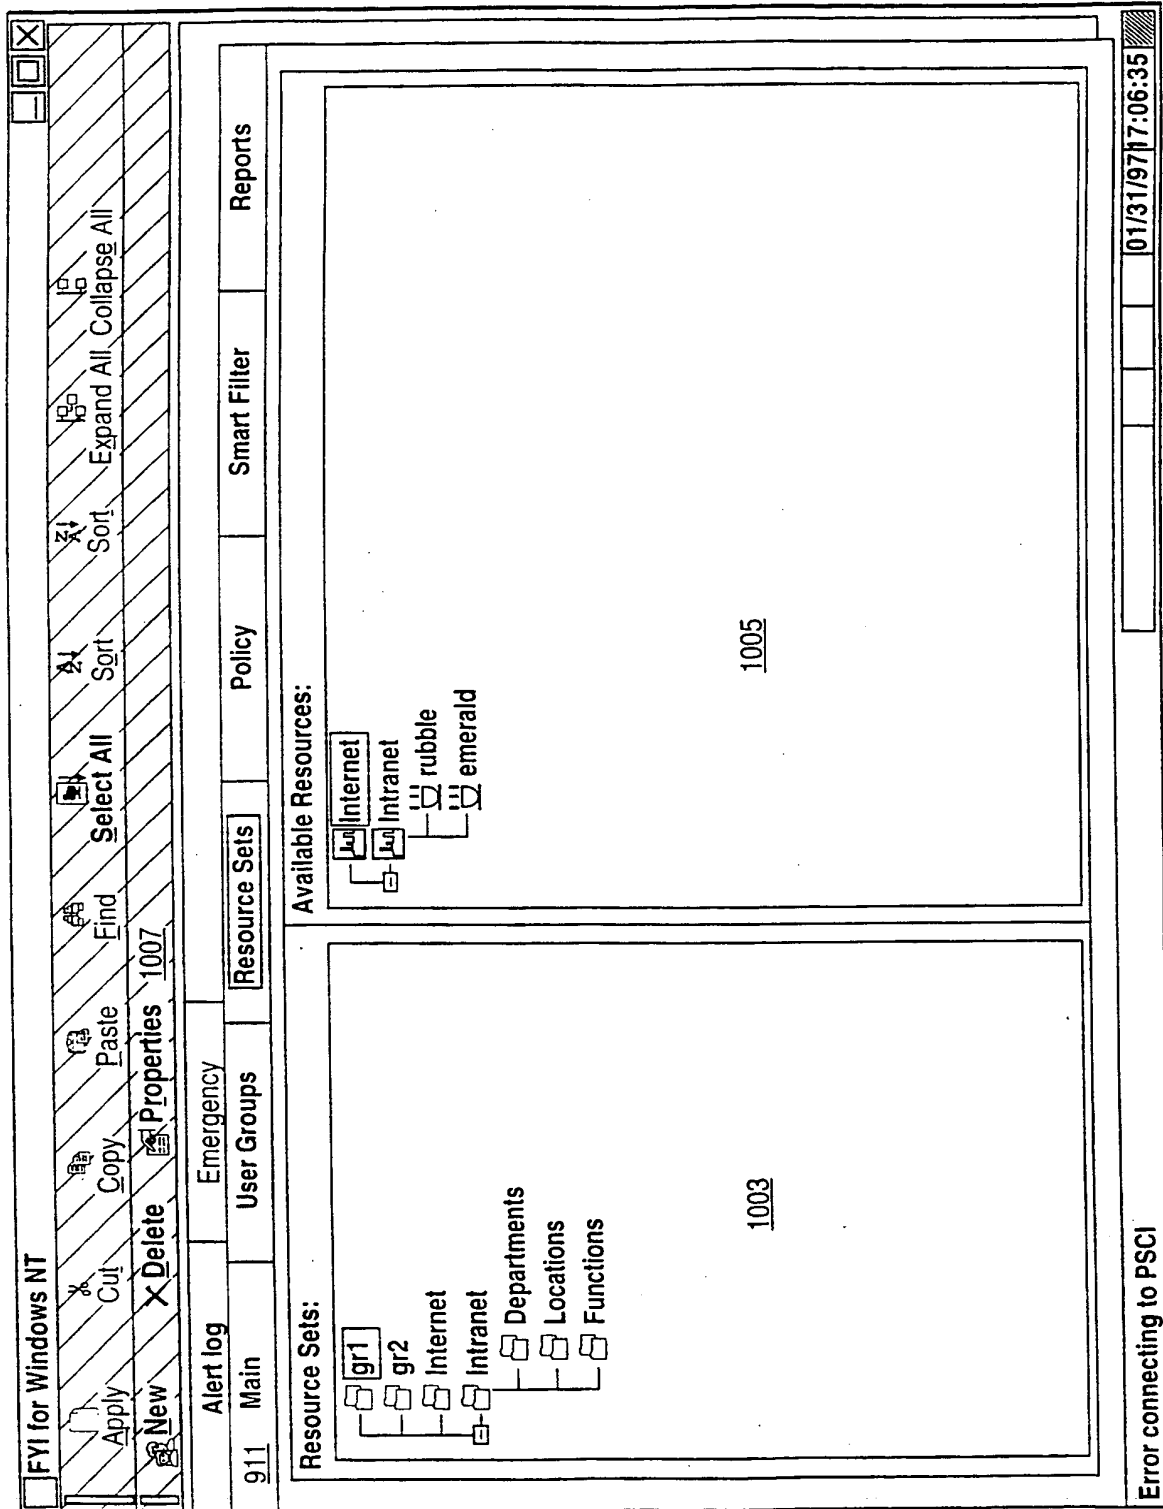 FYI for Windows NT
Apply Cut Copy Paste Find Select All Sort Sort Expand All Collapse All
New Delete Properties 1007
Alert log Emergency
911 Main User Groups Resource Sets Policy Smart Filter Reports
Resource Sets:
gr1
gr2
Internet
Intranet
Departments
Locations
Functions
1003
Available Resources:
Internet
Intranet
rubble
emerald
1005
Error connecting to PSCI 01/31/97 17:06:35